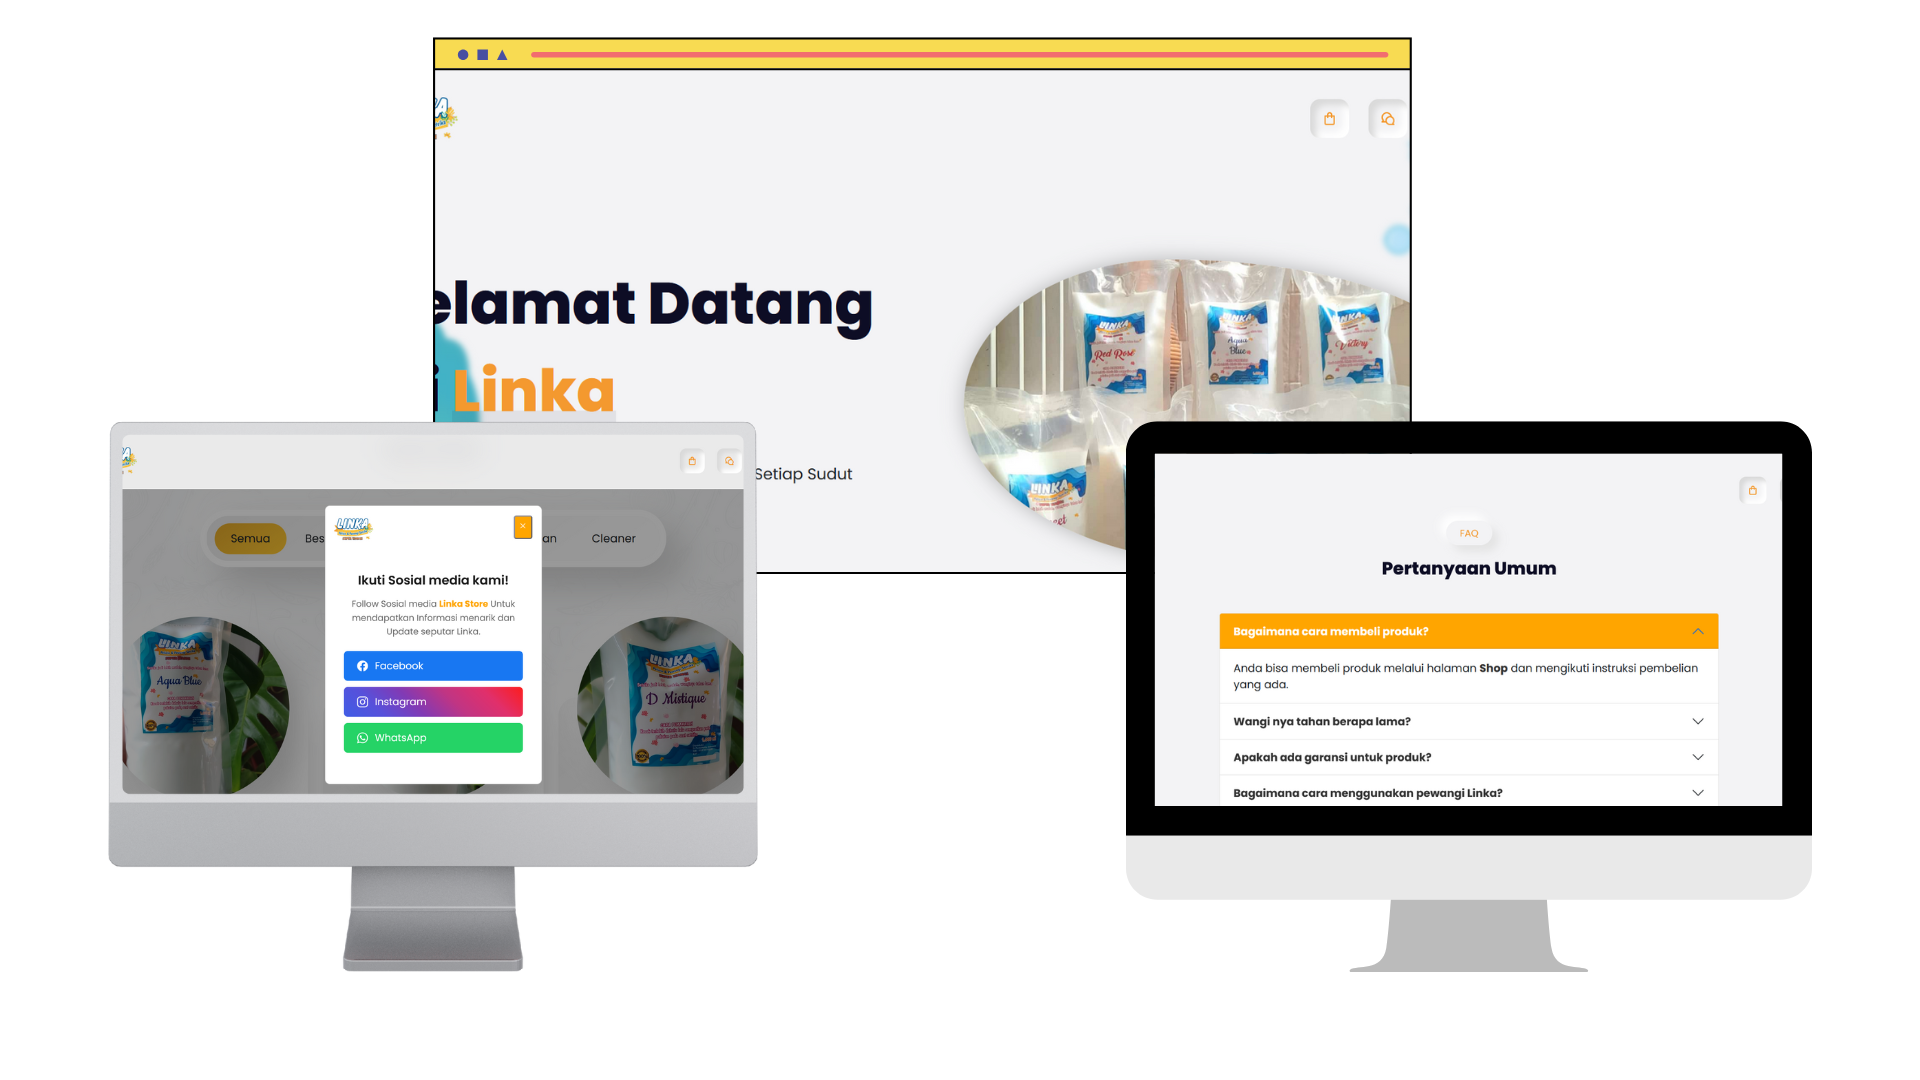 elamat Datang
i Linka
Setiap Sudut
LINKA
Red Rose
LINKA
Aqua
Blue
LINKA
Victory
LINKA
Semua
Bes
an
Cleaner
LINKA
×
Ikuti Sosial media kami!
Follow Sosial media Linka Store Untuk
mendapatkan Informasi menarik dan
Update seputar Linka.
Facebook
Instagram
WhatsApp
LINKA
Aqua Blue
LINKA
D Mistique
FAQ
Pertanyaan Umum
Bagaimana cara membeli produk?
Anda bisa membeli produk melalui halaman Shop dan mengikuti instruksi pembelian
yang ada.
Wangi nya tahan berapa lama?
Apakah ada garansi untuk produk?
Bagaimana cara menggunakan pewangi Linka?